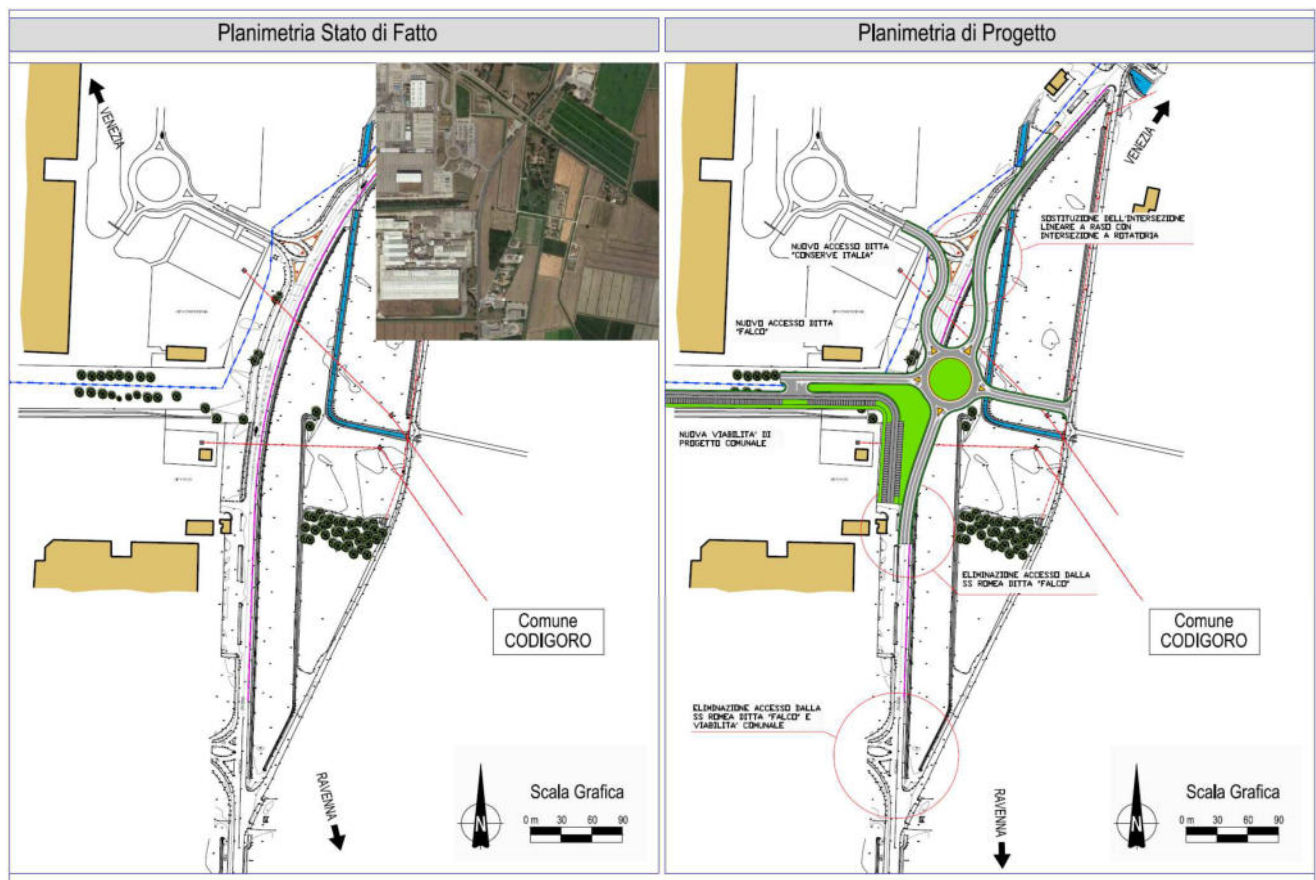 Planimetria Stato di Fatto
VENEZIA
Comune
CODIGORO
RAVENNA
N
Scala Grafica
0 m 30 60 90
Planimetria di Progetto
VENEZIA
SOSTITUZIONE DELL'INTERSEZIONE
LINEARE A RASO CON
INTERSEZIONE A ROTATORIA
NUOVO ACCESSO DITTA
"CONSERVE ITALIA"
NUOVO ACCESSO DITTA
"FALCO"
NUOVA VIABILITA' DI
PROGETTO COMUNALE
ELIMINAZIONE ACCESSO DALLA
SS ROMEA DITTA "FALCO"
Comune
CODIGORO
ELIMINAZIONE ACCESSO DALLA
SS ROMEA DITTA "FALCO" E
VIABILITA' COMUNALE
RAVENNA
N
Scala Grafica
0 m 30 60 90